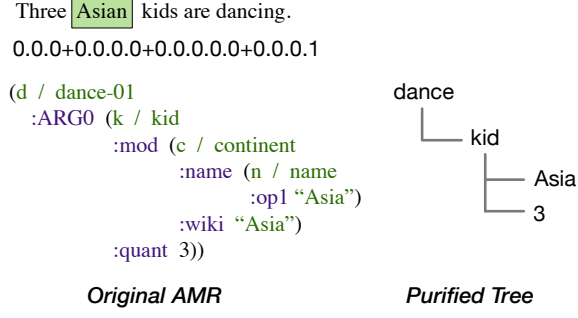 Three Asian kids are dancing.
0.0.0+0.0.0.0+0.0.0.0.0+0.0.0.1
(d / dance-01
:ARG0 (k / kid
:mod (c / continent
:name (n / name
:op1 “Asia”)
:wiki “Asia”)
:quant 3))
Original AMR
dance
kid
Asia
3
Purified Tree